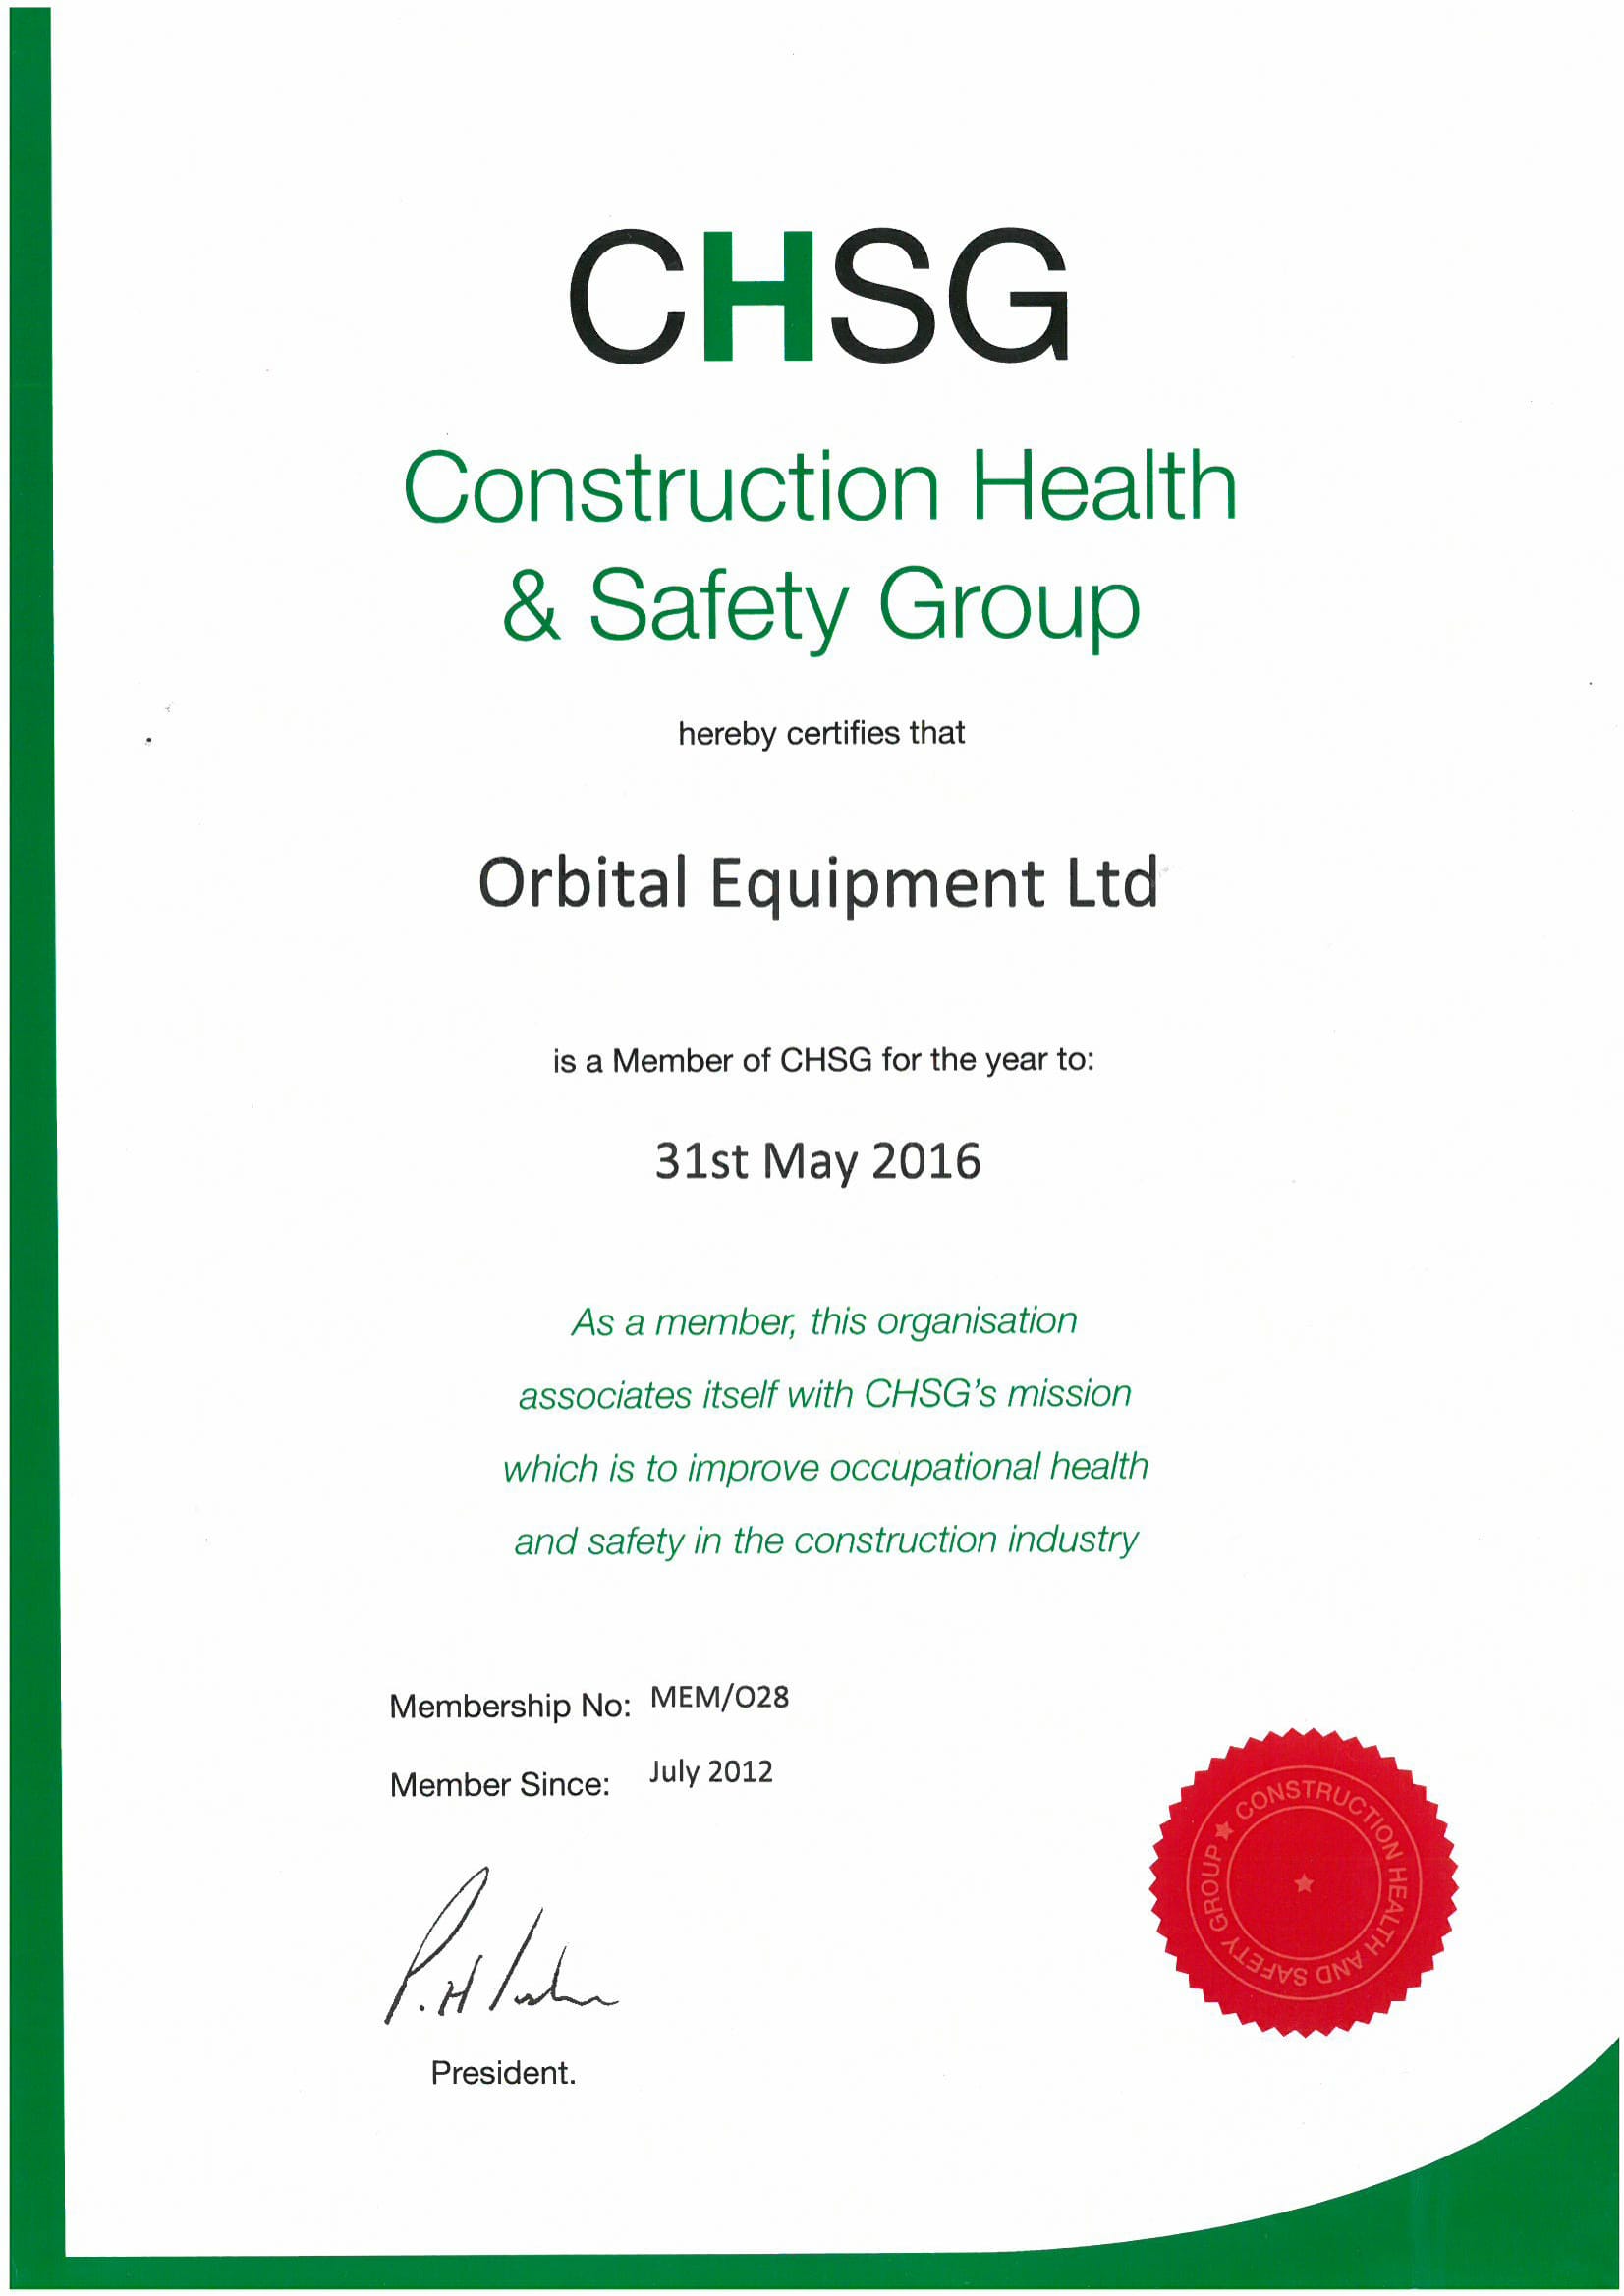 CHSG
Construction Health
& Safety Group
hereby certifies that
Orbital Equipment Ltd
is a Member of CHSG for the year to:
31st May 2016
As a member, this organisation
associates itself with CHSG's mission
which is to improve occupational health
and safety in the construction industry
Membership No: MEM/O28
Member Since: July 2012
President.
CONSTRUCTION HEALTH AND SAFETY GROUP